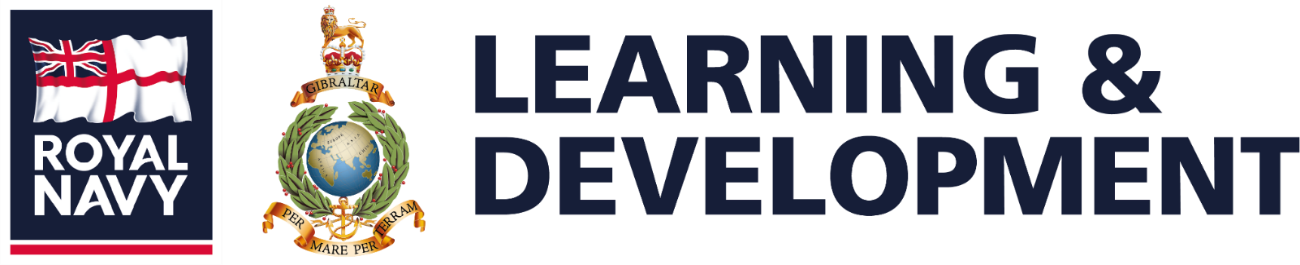 ROYAL
NAVY
GIBRALTAR
PER MARE PER TERRAM
LEARNING &
DEVELOPMENT